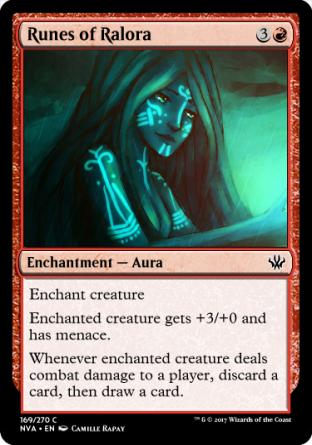 Runes of Ralora 3
Enchantment — Aura
Enchant creature
Enchanted creature gets +3/+0 and
has menace.
Whenever enchanted creature deals
combat damage to a player, discard a
card, then draw a card.
169/270 C
NVA • EN CAMILLE RAPAY
™ & © 2017 Wizards of the Coast